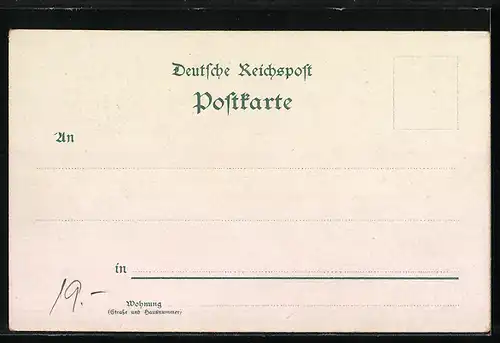 Deutſche Reichspoſt
Poſtkarte
An
in
19.-
Wohnung
(Straße und Hausnummer)